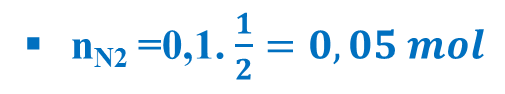 ▪ n_N2 =0,1. 1/2 = 0,05 mol